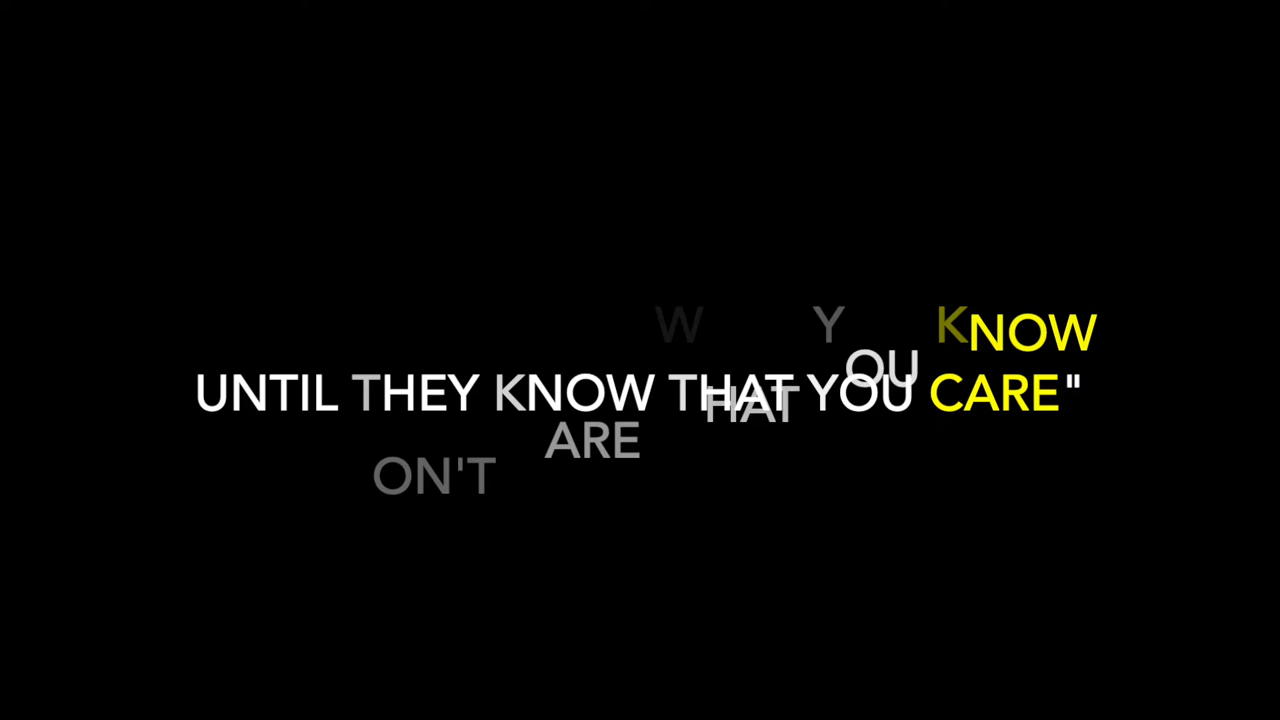 W Y KNOW
OU
UNTIL THEY KNOW THAT YOU CARE"
HAT
ARE
ON'T